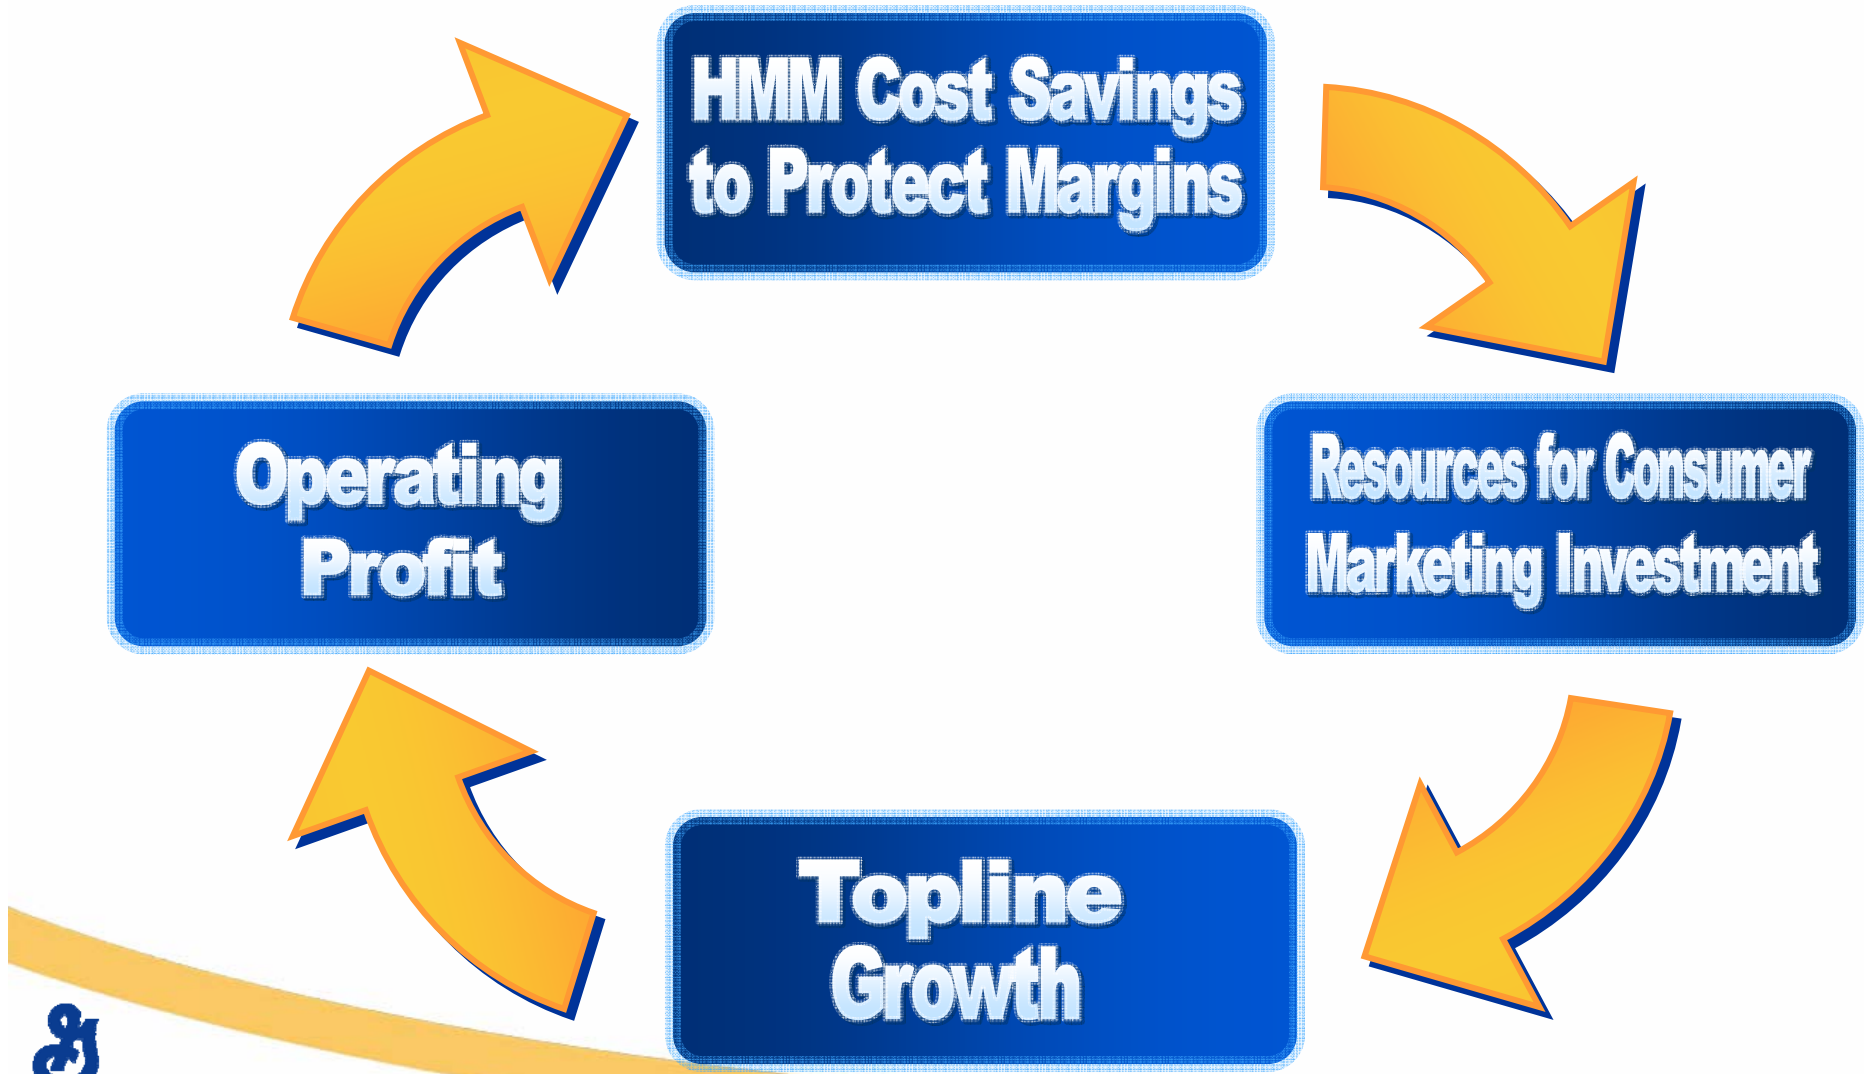 HMM Cost Savings
to Protect Margins
Resources for Consumer
Marketing Investment
Topline
Growth
Operating
Profit
G